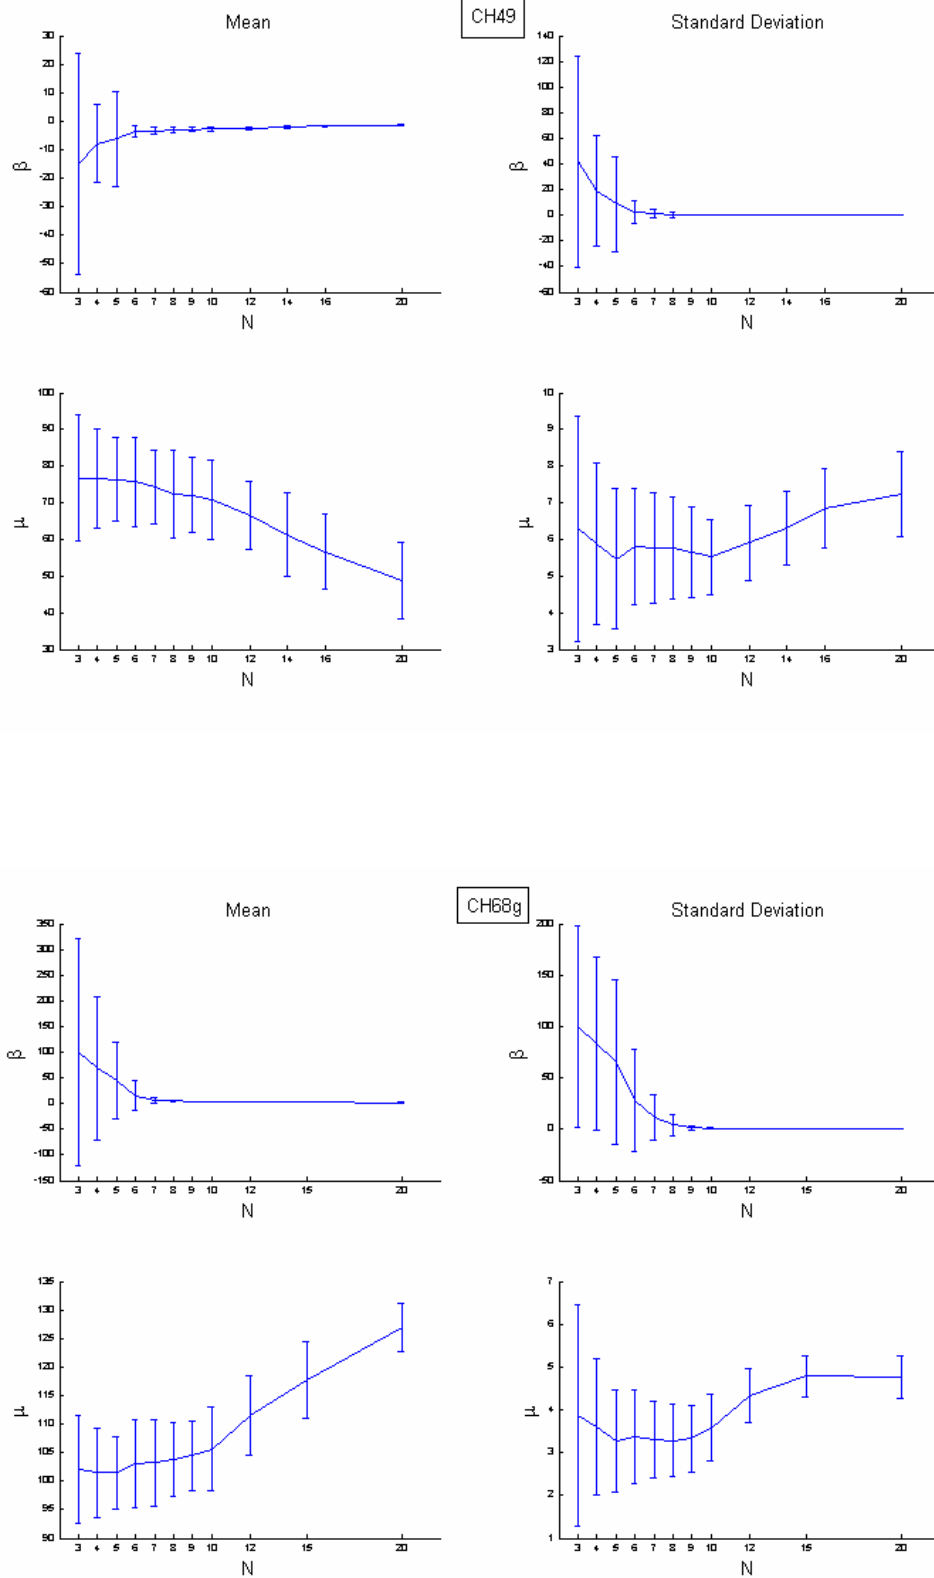 CH49
Mean
Standard Deviation
30
20
10
0
-10
-20
-30
-40
-50
-60
β
3 4 5 6 7 8 9 10 12 14 16 20
N
140
120
100
80
60
40
20
0
-20
-40
-60
β
3 4 5 6 7 8 9 10 12 14 16 20
N
100
90
80
70
60
50
40
30
μ
3 4 5 6 7 8 9 10 12 14 16 20
N
10
9
8
7
6
5
4
3
μ
3 4 5 6 7 8 9 10 12 14 16 20
N
CH68g
Mean
Standard Deviation
350
300
250
200
150
100
50
0
-50
-100
-150
β
3 4 5 6 7 8 9 10 12 15 20
N
200
150
100
50
0
-50
β
3 4 5 6 7 8 9 10 12 15 20
N
135
130
125
120
115
110
105
100
95
90
μ
3 4 5 6 7 8 9 10 12 15 20
N
7
6
5
4
3
2
1
μ
3 4 5 6 7 8 9 10 12 15 20
N